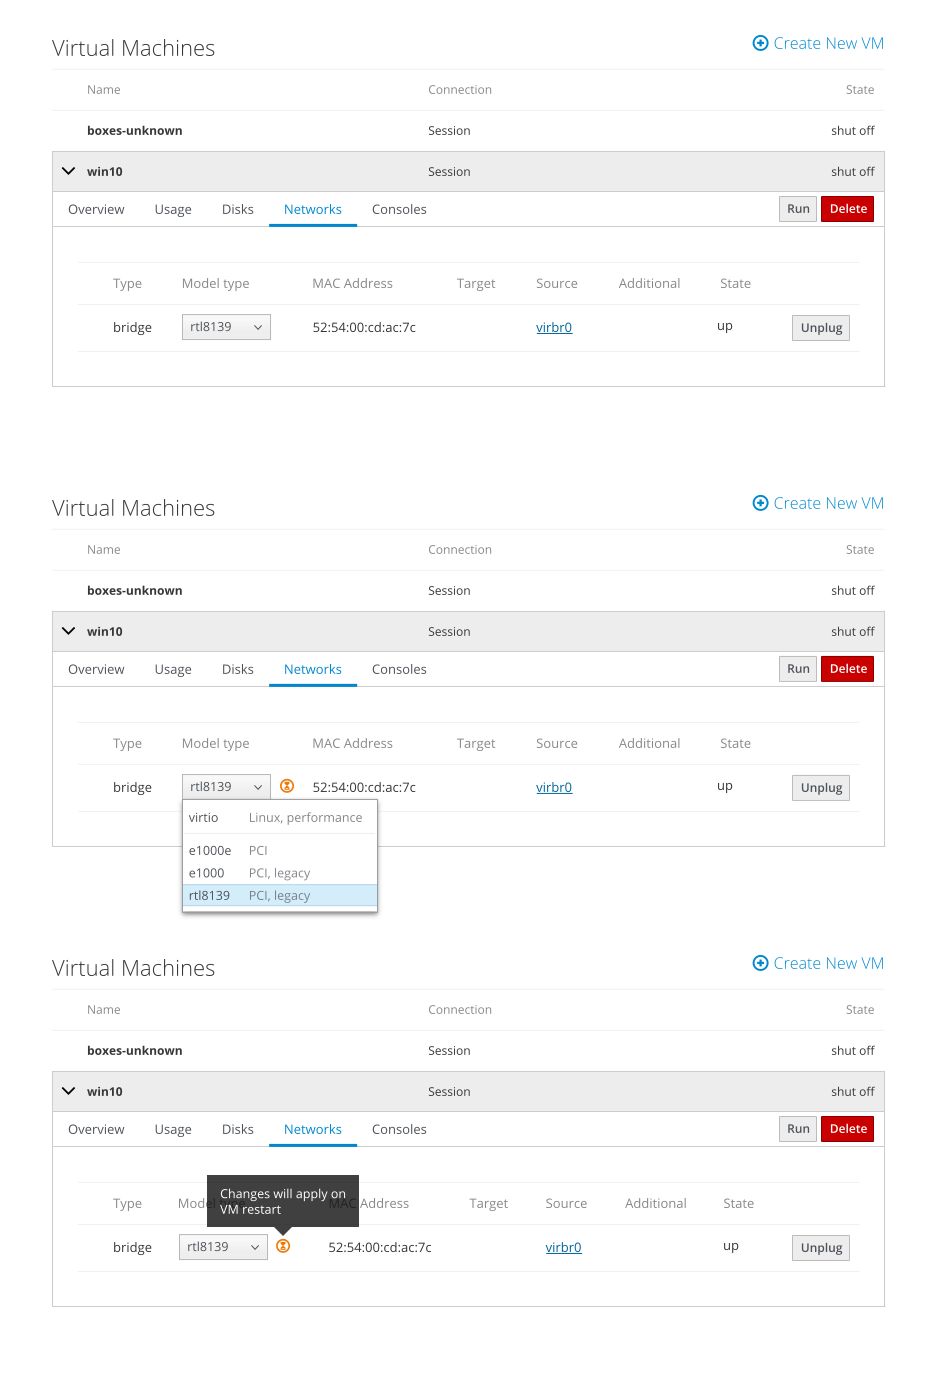 Virtual Machines
Create New VM
Name Connection State
boxes-unknown Session shut off
win10 Session shut off
Overview Usage Disks Networks Consoles Run Delete
Type Model type MAC Address Target Source Additional State
bridge rtl8139 52:54:00:cd:ac:7c virbr0 up Unplug
Virtual Machines
Create New VM
Name Connection State
boxes-unknown Session shut off
win10 Session shut off
Overview Usage Disks Networks Consoles Run Delete
Type Model type MAC Address Target Source Additional State
bridge rtl8139 52:54:00:cd:ac:7c virbr0 up Unplug
virtio Linux, performance
e1000e PCI
e1000 PCI, legacy
rtl8139 PCI, legacy
Virtual Machines
Create New VM
Name Connection State
boxes-unknown Session shut off
win10 Session shut off
Overview Usage Disks Networks Consoles Run Delete
Changes will apply on
VM restart
Type Model type MAC Address Target Source Additional State
bridge rtl8139 52:54:00:cd:ac:7c virbr0 up Unplug